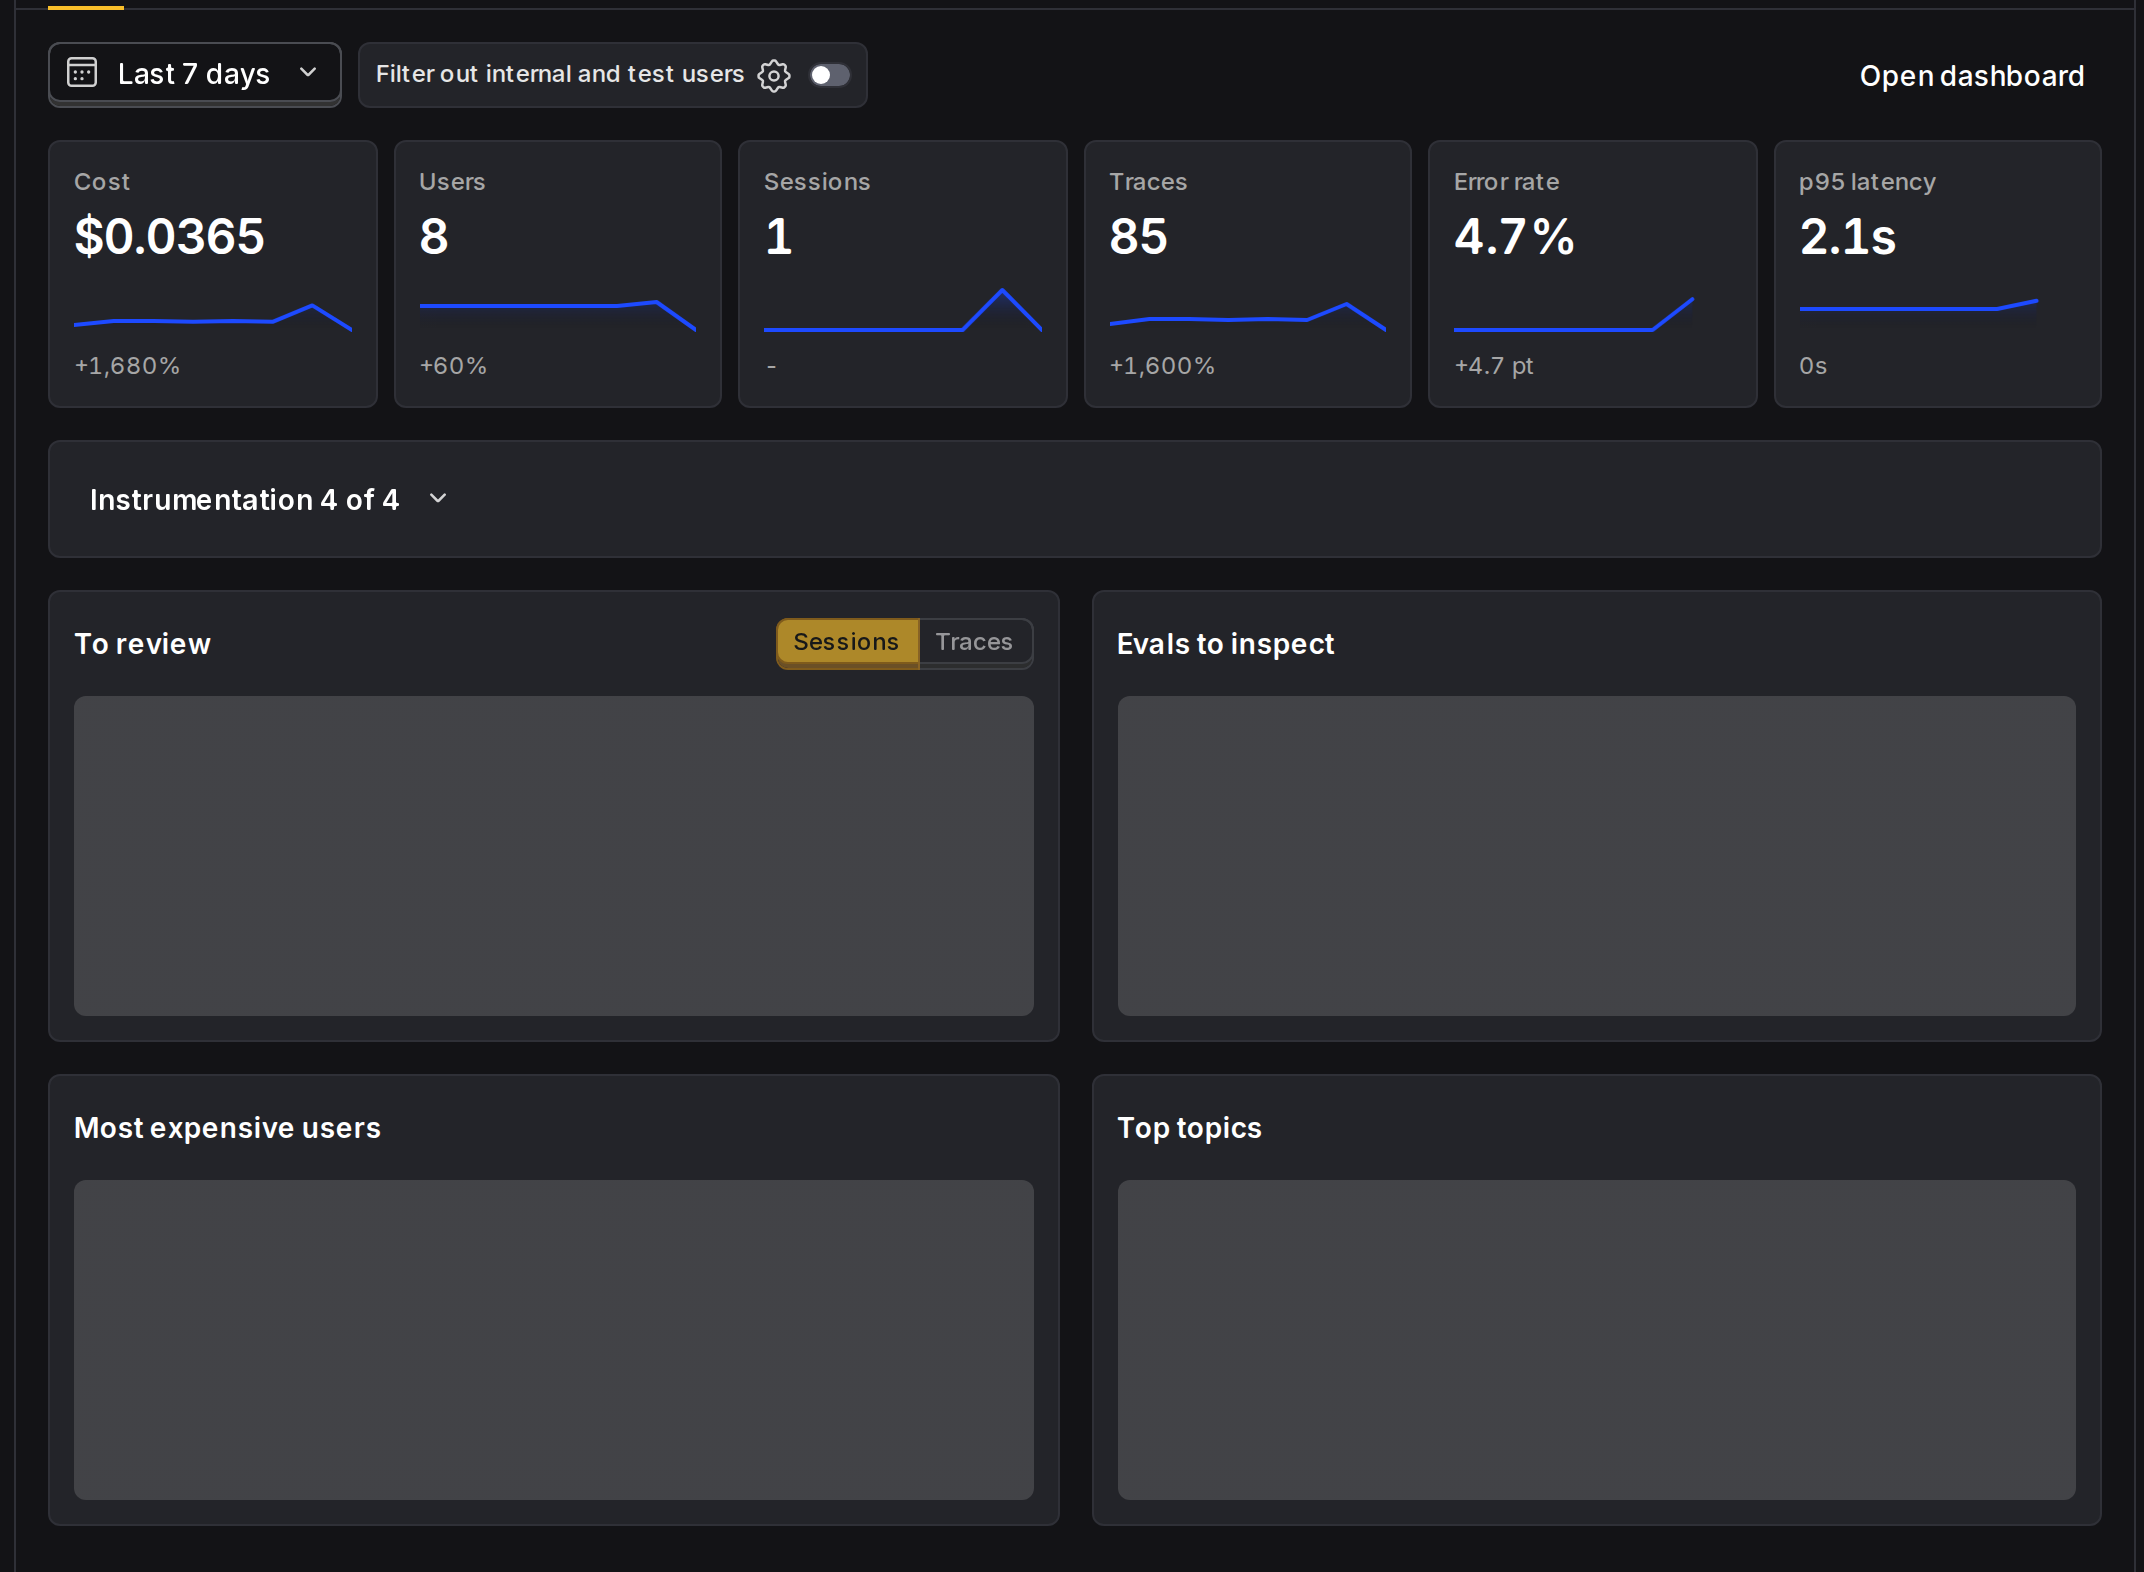 Last 7 days
Filter out internal and test users
Open dashboard
Cost
$0.0365
+1,680%
Users
8
+60%
Sessions
1
-
Traces
85
+1,600%
Error rate
4.7%
+4.7 pt
p95 latency
2.1s
0s
Instrumentation 4 of 4
To review
Sessions
Traces
Evals to inspect
Most expensive users
Top topics